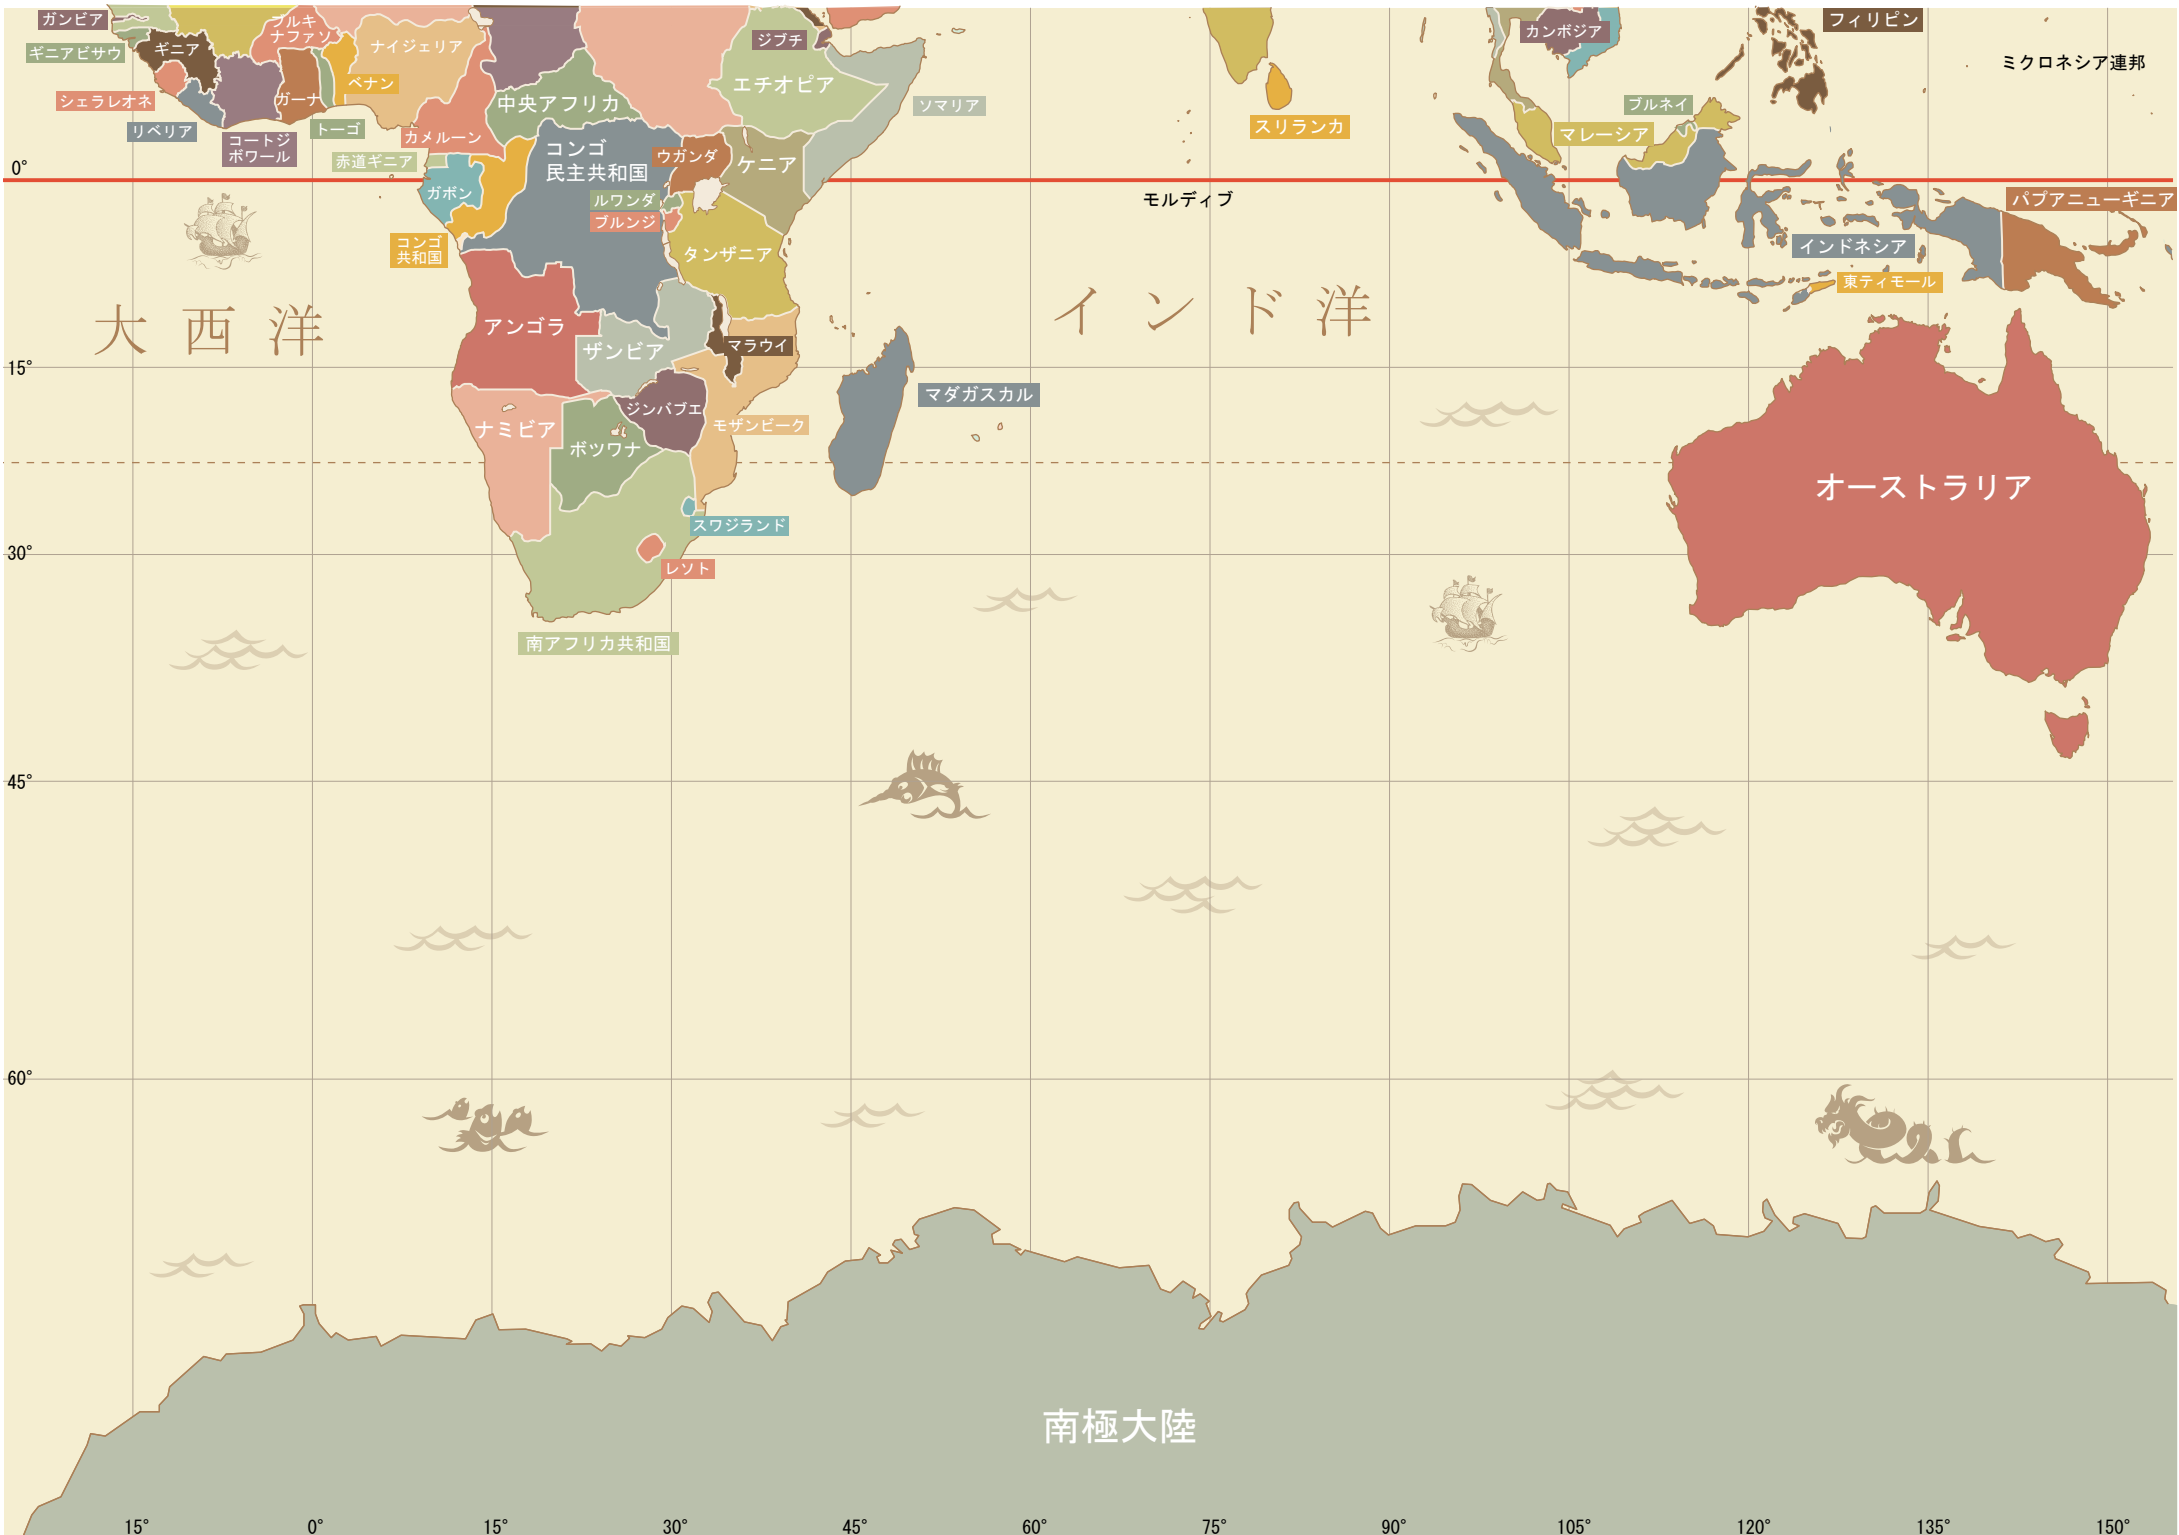 ガンビア
ギニアビサウ
ギニア
ブルキ
ナファソ
ナイジェリア
ベナン
シェラレオネ
リベリア
コートジ
ボワール
ガーナ
トーゴ
カメルーン
中央アフリカ
エチオピア
ジブチ
ソマリア
赤道ギニア
ガボン
コンゴ
民主共和国
ウガンダ
ケニア
ルワンダ
ブルンジ
コンゴ
共和国
タンザニア
アンゴラ
ザンビア
マラウイ
ナミビア
ボツワナ
ジンバブエ
モザンビーク
マダガスカル
スワジランド
レソト
南アフリカ共和国
スリランカ
モルディブ
カンボジア
フィリピン
ミクロネシア連邦
ブルネイ
マレーシア
インドネシア
パプアニューギニア
東ティモール
オーストラリア
大西洋
インド洋
南極大陸
0°
15°
30°
45°
60°
15°
0°
15°
30°
45°
60°
75°
90°
105°
120°
135°
150°